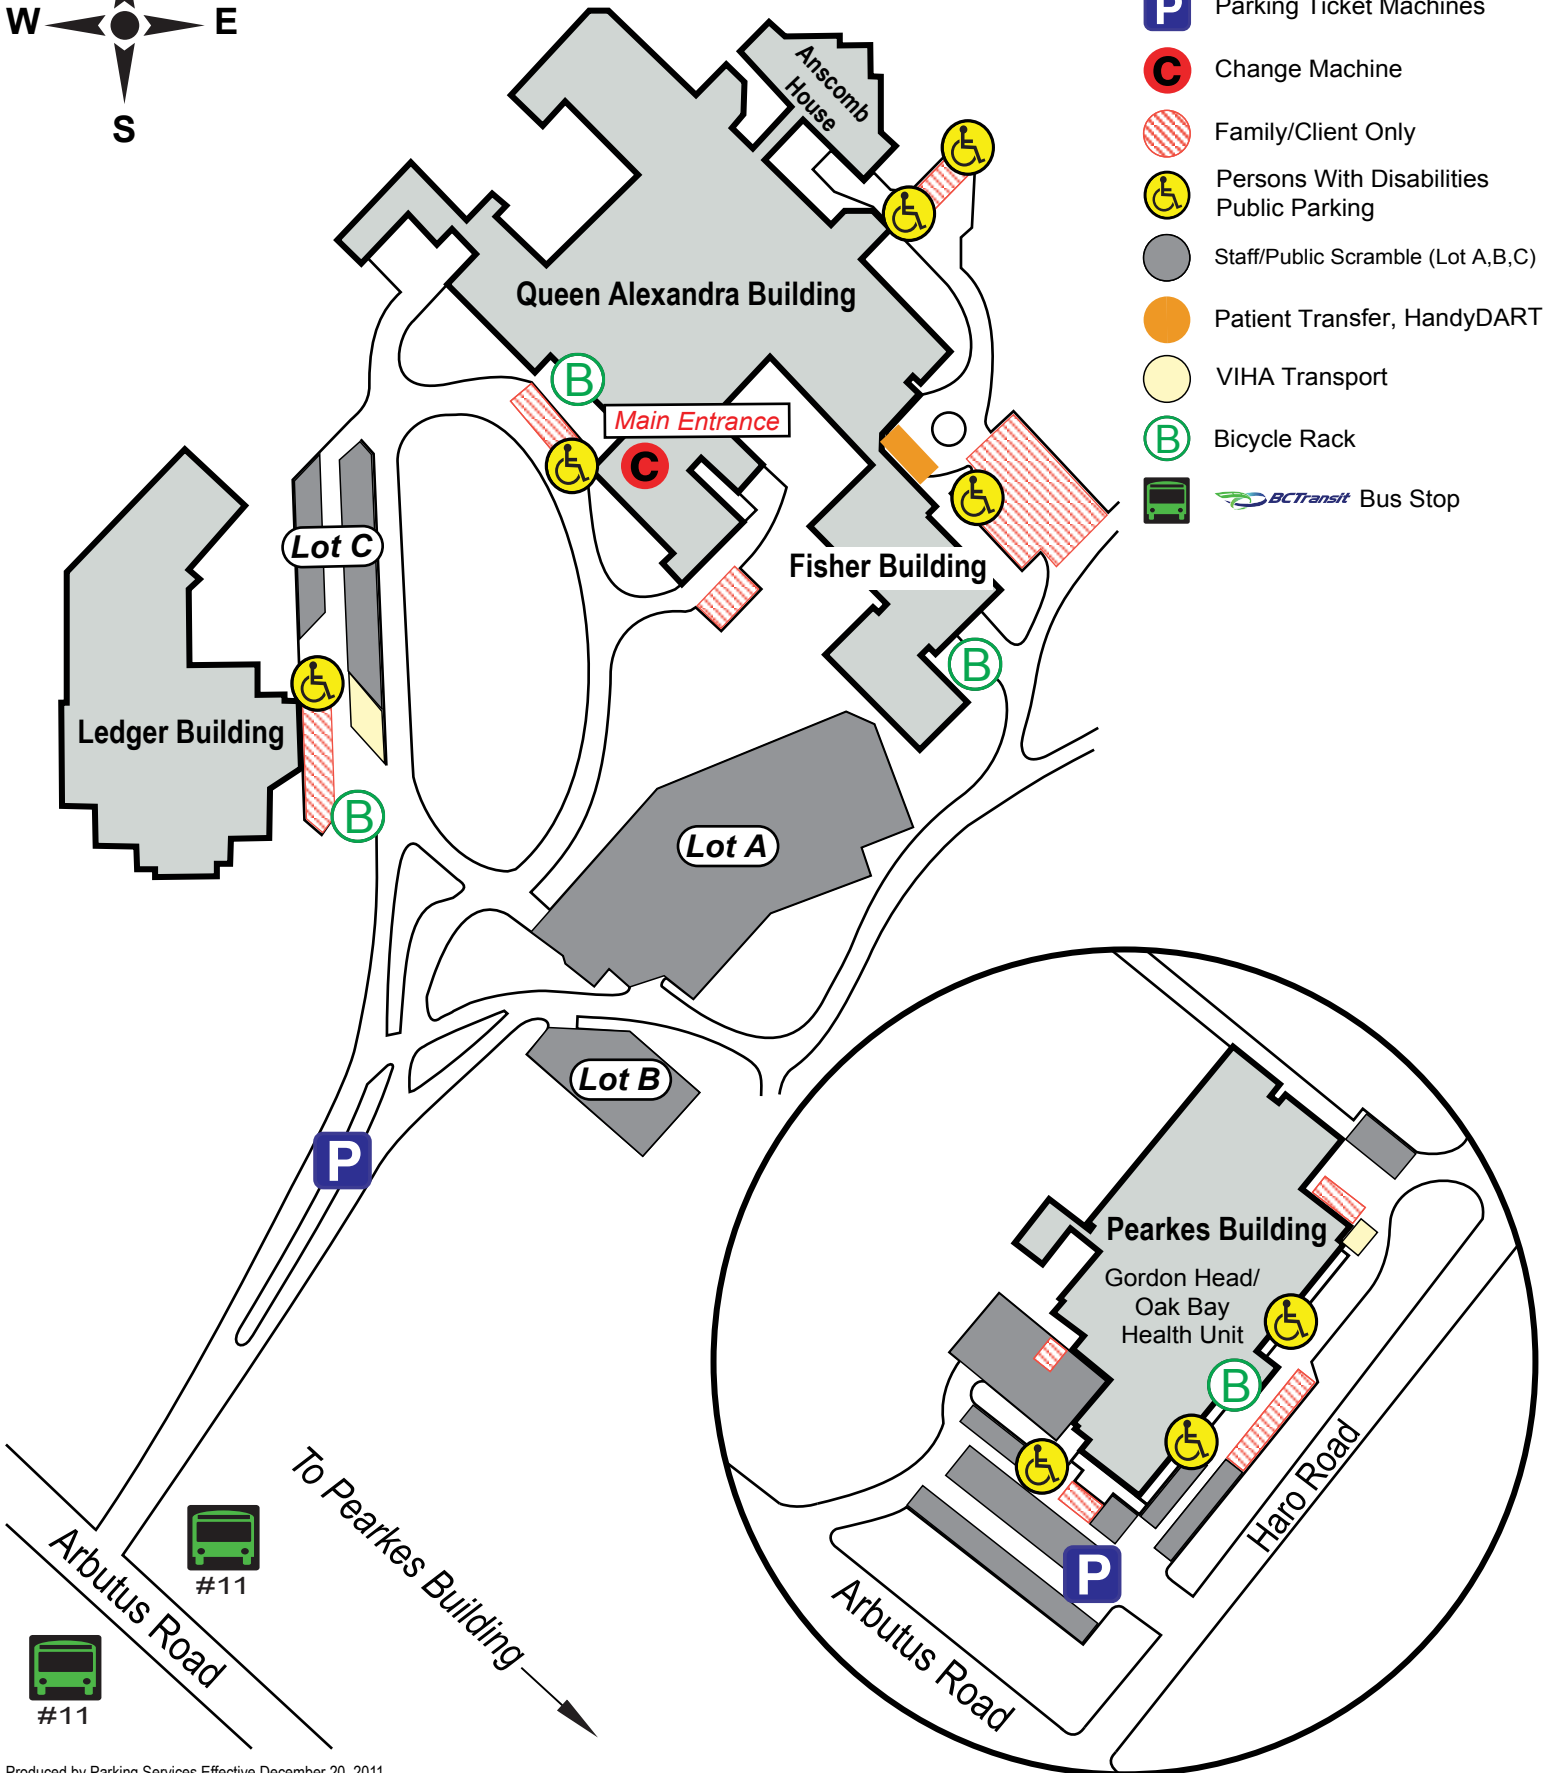 W
E
S
P
Parking Ticket Machines
C
Change Machine
Family/Client Only
Persons With Disabilities
Public Parking
Staff/Public Scramble (Lot A,B,C)
Patient Transfer, HandyDART
VIHA Transport
B
Bicycle Rack
BCTransit Bus Stop
Anscomb
House
Queen Alexandra Building
B
Main Entrance
C
Lot C
Fisher Building
B
Ledger Building
B
Lot A
Lot B
P
Pearkes Building
Gordon Head/
Oak Bay
Health Unit
B
Haro Road
P
Arbutus Road
To Pearkes Building
#11
Arbutus Road
#11
Produced by Parking Services Effective December 20, 2011